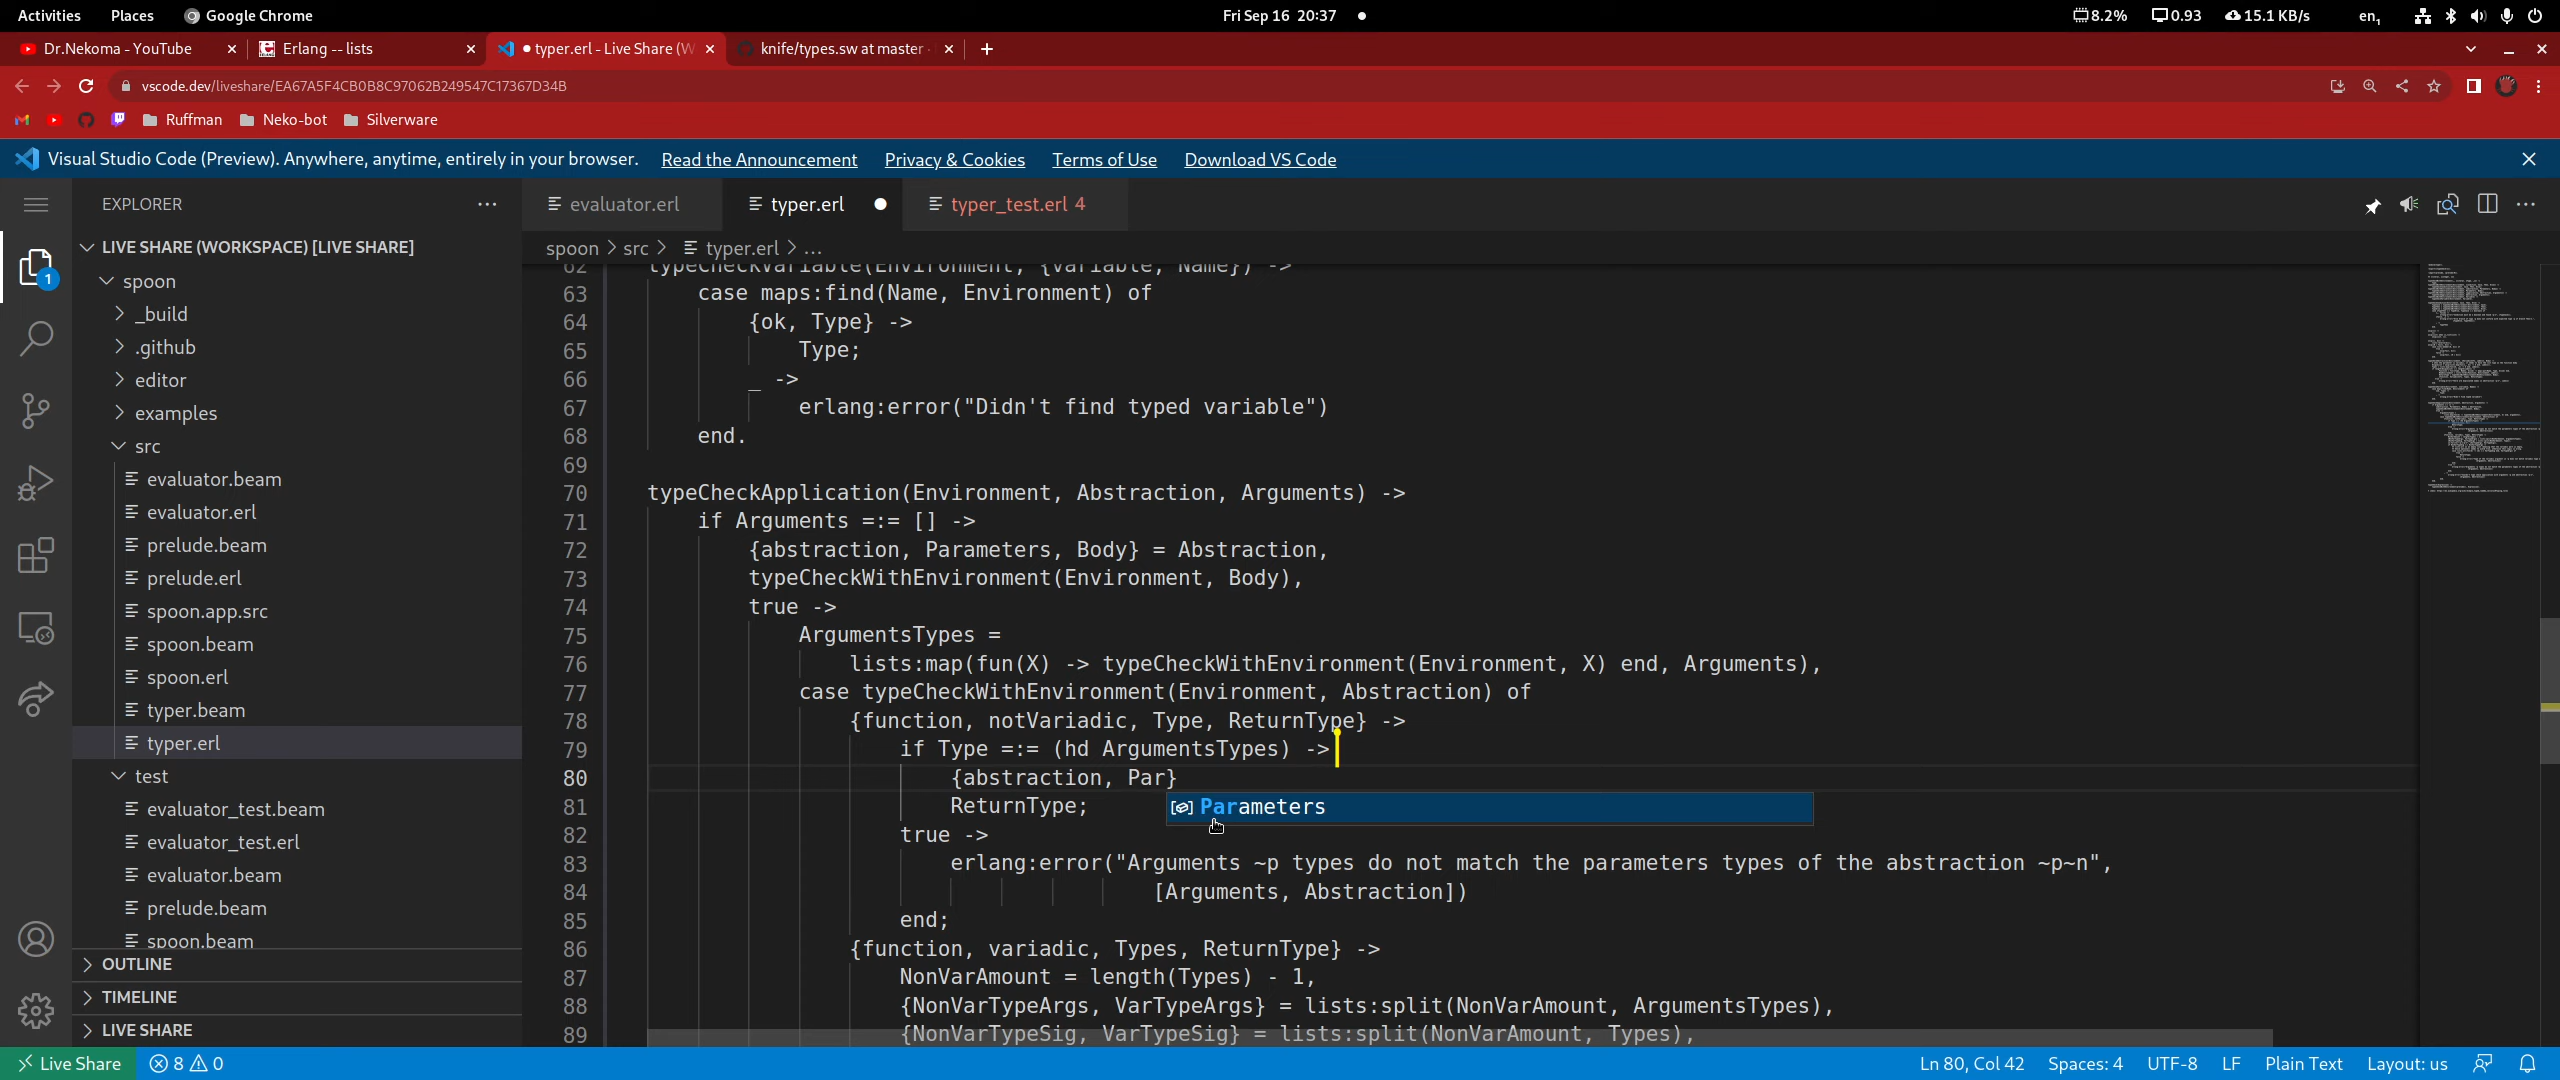 Activities Places Google Chrome Fri Sep 16 20:37 8.2% 0.93 15.1 KB/s en1
Dr.Nekoma - YouTube Erlang -- lists typer.erl - Live Share (W knife/types.sw at master
vscode.dev/liveshare/EA67A5F4CB0B8C97062B249547C17367D34B
Ruffman Neko-bot Silverware
Visual Studio Code (Preview). Anywhere, anytime, entirely in your browser. Read the Announcement Privacy & Cookies Terms of Use Download VS Code
EXPLORER
evaluator.erl typer.erl typer_test.erl 4
LIVE SHARE (WORKSPACE) [LIVE SHARE]
spoon > src > typer.erl > ...
spoon
_build
.github
editor
examples
src
evaluator.beam
evaluator.erl
prelude.beam
prelude.erl
spoon.app.src
spoon.beam
spoon.erl
typer.beam
typer.erl
test
evaluator_test.beam
evaluator_test.erl
evaluator.beam
prelude.beam
spoon.beam
OUTLINE
TIMELINE
LIVE SHARE
1
62 typeCheckVariable(Environment, {variable, Name}) ->
63 case maps:find(Name, Environment) of
64 {ok, Type} ->
65 Type;
66 _ ->
67 erlang:error("Didn't find typed variable")
68 end.
69
70 typeCheckApplication(Environment, Abstraction, Arguments) ->
71 if Arguments =:= [] ->
72 {abstraction, Parameters, Body} = Abstraction,
73 typeCheckWithEnvironment(Environment, Body),
74 true ->
75 ArgumentsTypes =
76 lists:map(fun(X) -> typeCheckWithEnvironment(Environment, X) end, Arguments),
77 case typeCheckWithEnvironment(Environment, Abstraction) of
78 {function, notVariadic, Type, ReturnType} ->
79 if Type =:= (hd ArgumentsTypes) ->
80 {abstraction, Par}
81 ReturnType; Parameters
82 true ->
83 erlang:error("Arguments ~p types do not match the parameters types of the abstraction ~p~n",
84 [Arguments, Abstraction])
85 end;
86 {function, variadic, Types, ReturnType} ->
87 NonVarAmount = length(Types) - 1,
88 {NonVarTypeArgs, VarTypeArgs} = lists:split(NonVarAmount, ArgumentsTypes),
89 {NonVarTypeSig, VarTypeSig} = lists:split(NonVarAmount, Types),
Live Share 8 0 Ln 80, Col 42 Spaces: 4 UTF-8 LF Plain Text Layout: us